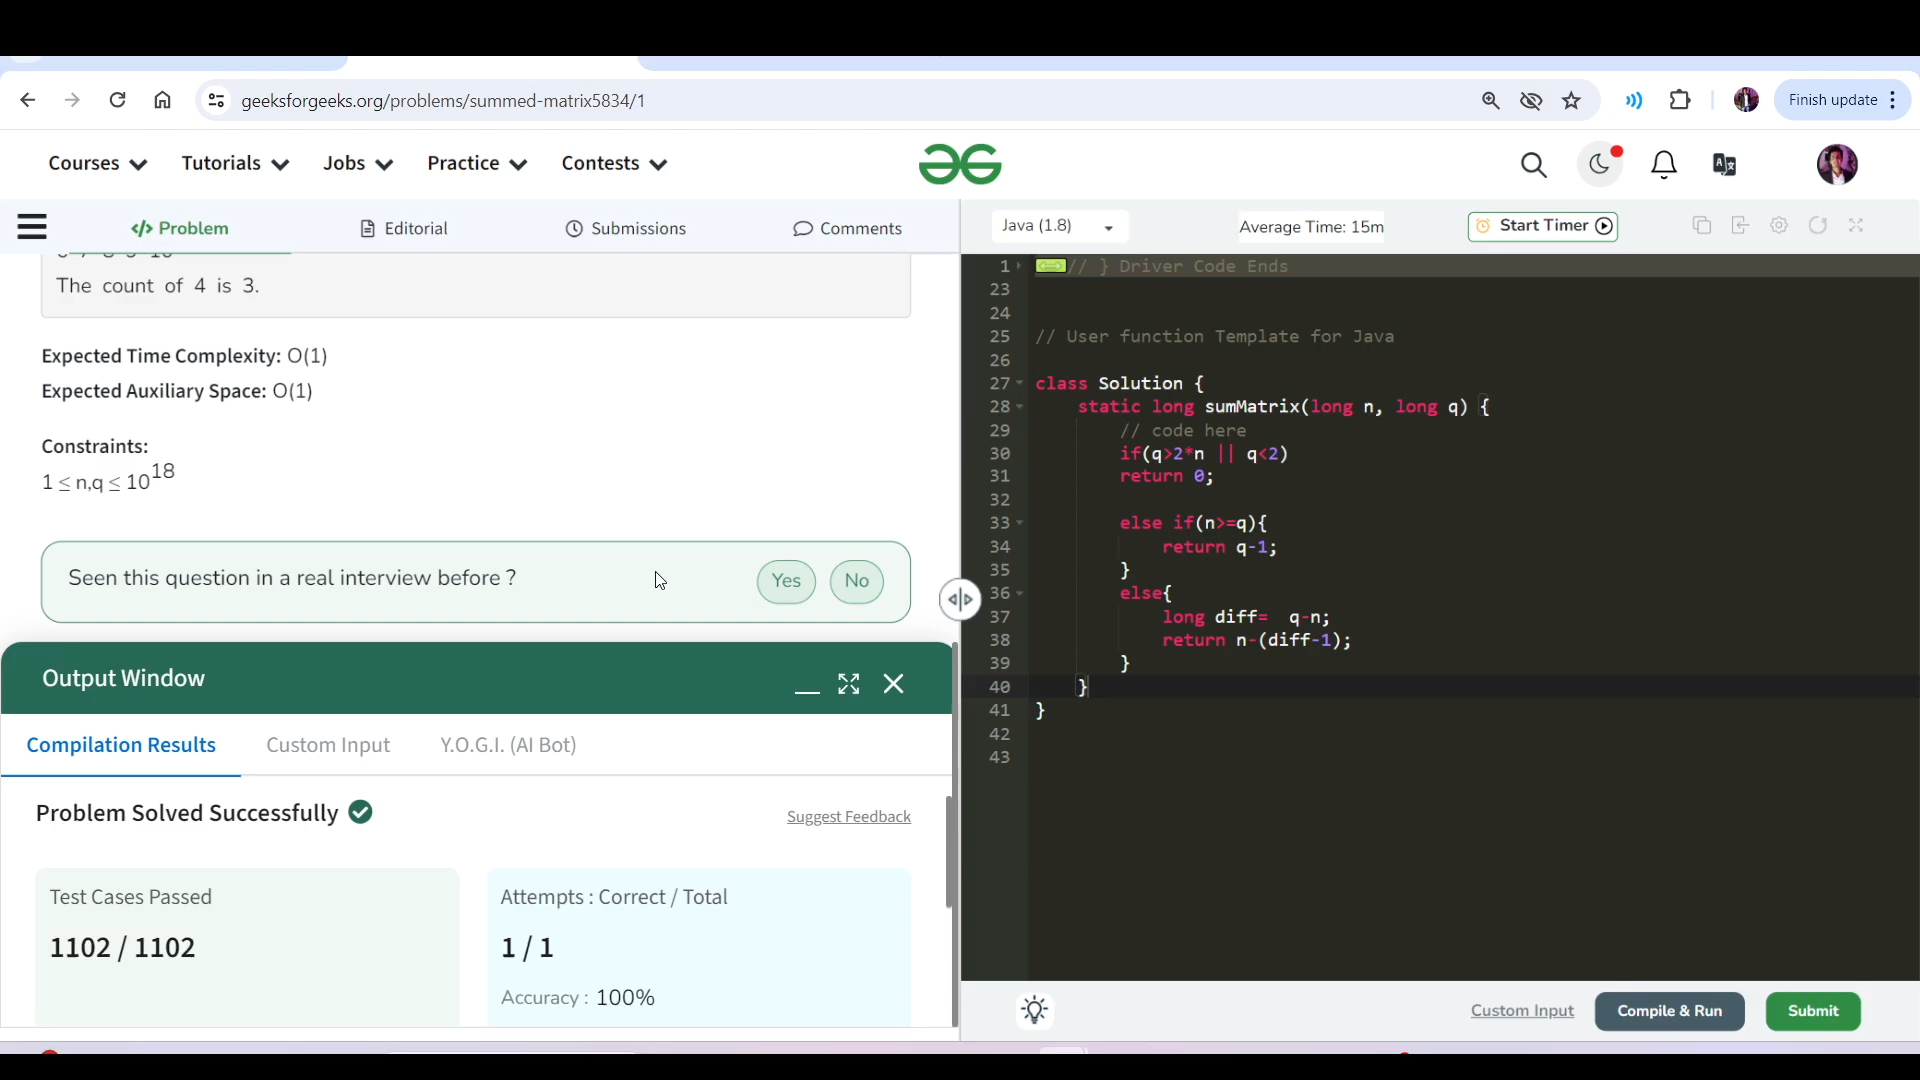 geeksforgeeks.org/problems/summed-matrix5834/1
Finish update
Courses Tutorials Jobs Practice Contests
Problem Editorial Submissions Comments
The count of 4 is 3.
Expected Time Complexity: O(1)
Expected Auxiliary Space: O(1)
Constraints:
1 ≤ n,q ≤ 10^18
Seen this question in a real interview before ?
Yes No
Output Window
Compilation Results Custom Input Y.O.G.I. (AI Bot)
Problem Solved Successfully
Suggest Feedback
Test Cases Passed
1102 / 1102
Attempts : Correct / Total
1 / 1
Accuracy : 100%
Java (1.8) Average Time: 15m Start Timer
1 // } Driver Code Ends
23
24
25 // User function Template for Java
26
27 class Solution {
28 static long sumMatrix(long n, long q) {
29 // code here
30 if(q>2*n || q<2)
31 return 0;
32
33 else if(n>=q){
34 return q-1;
35 }
36 else{
37 long diff= q-n;
38 return n-(diff-1);
39 }
40 }
41 }
42
43
Custom Input Compile & Run Submit